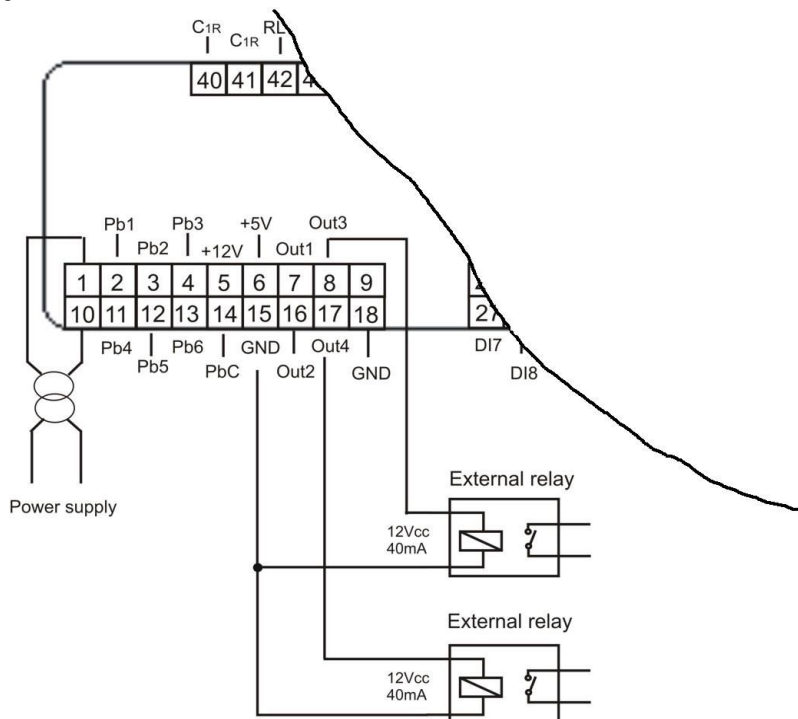 C1R C1R RL
40 41 42 4
Pb1 Pb3 +5V Out3
Pb2 +12V Out1
1 2 3 4 5 6 7 8 9
10 11 12 13 14 15 16 17 18 27
Pb4 Pb6 GND Out4 DI7
Pb5 PbC Out2 GND DI8
Power supply
External relay
12Vcc
40mA
External relay
12Vcc
40mA